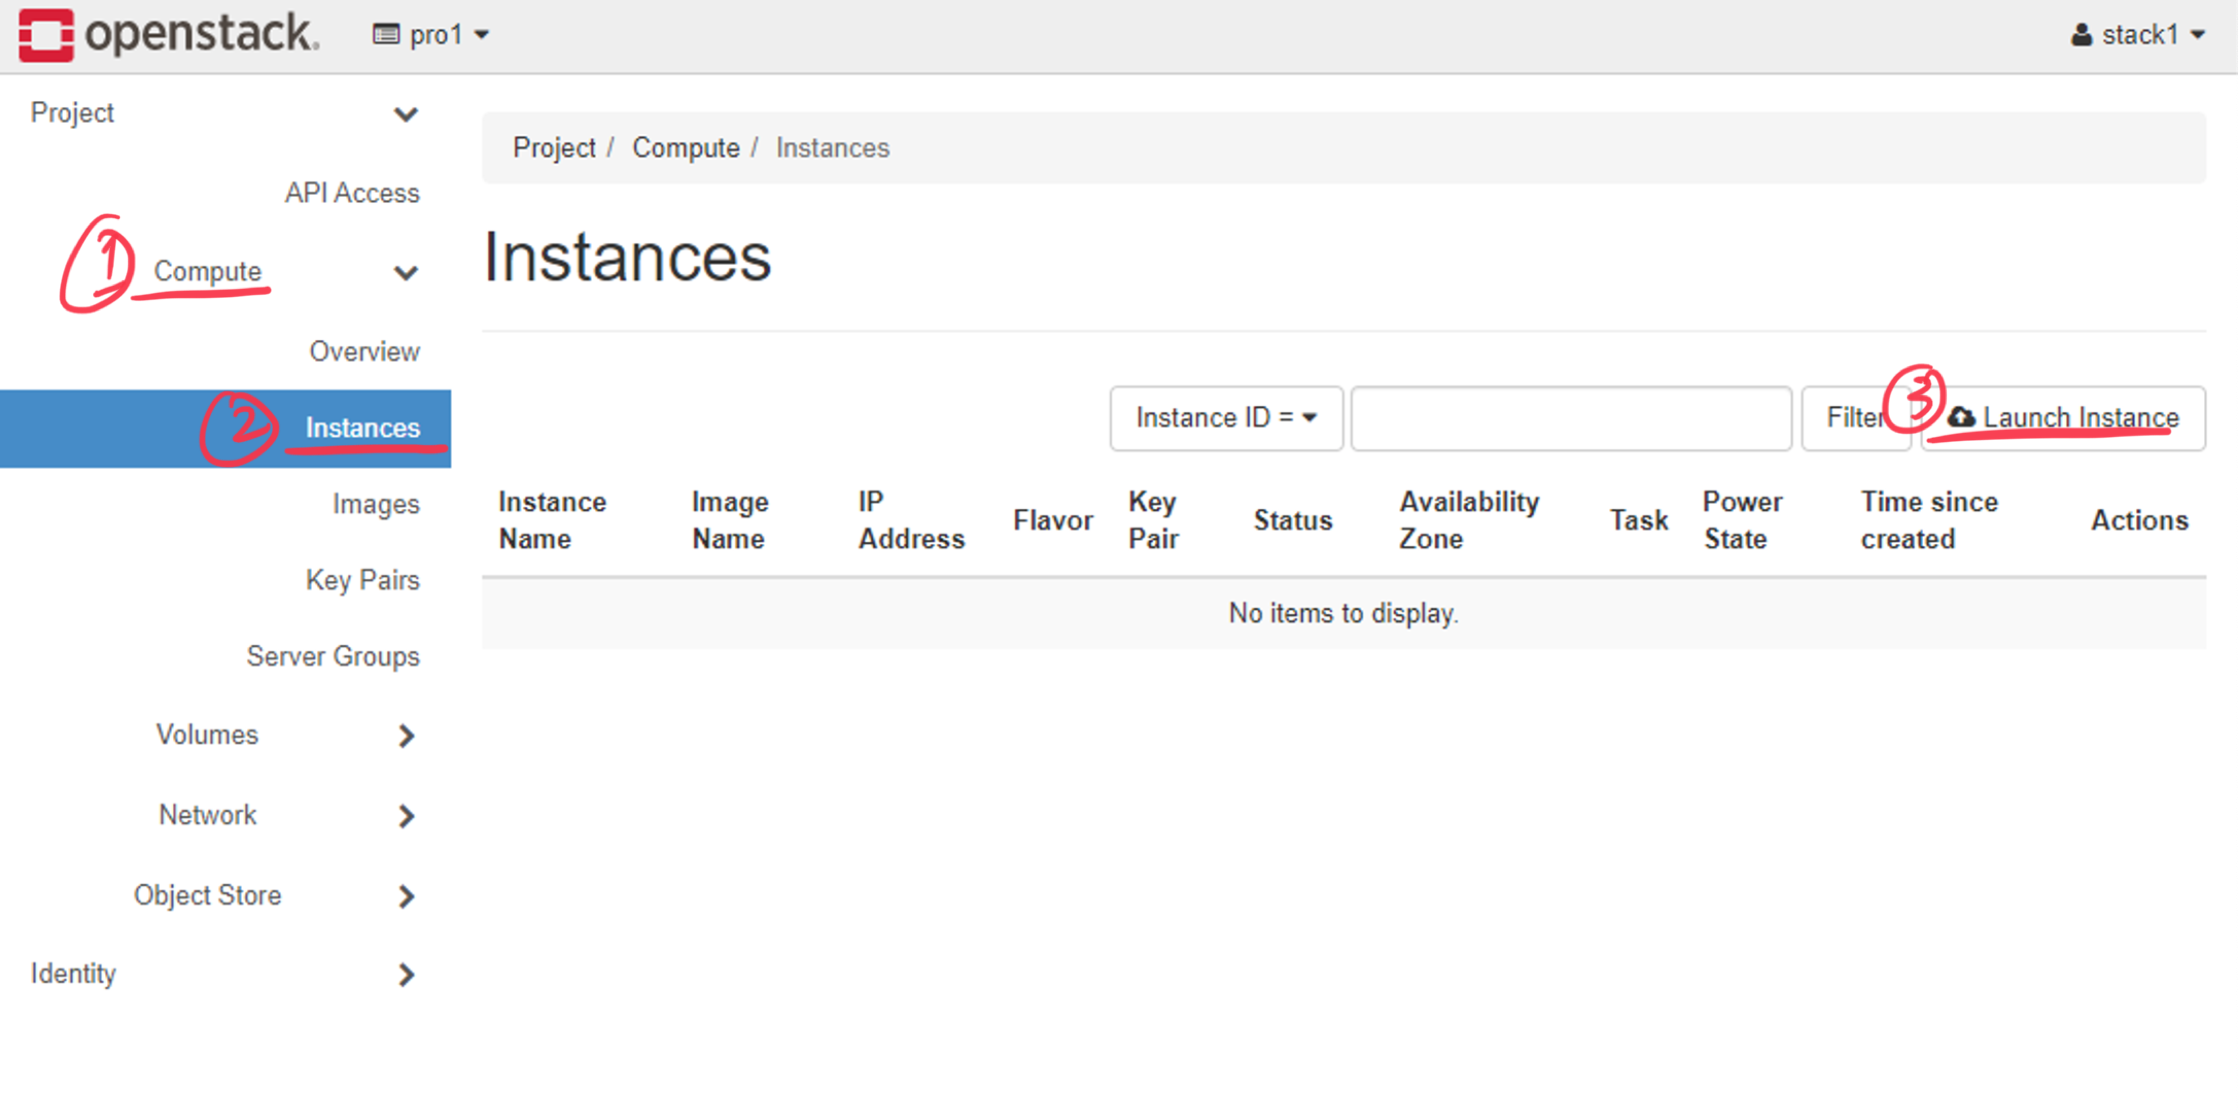 openstack. pro1 stack1
Project
API Access
1 Compute
Overview
2 Instances
Images
Key Pairs
Server Groups
Volumes
Network
Object Store
Identity
Project / Compute / Instances
Instances
Instance ID = Filter 3 Launch Instance
Instance Name Image Name IP Address Flavor Key Pair Status Availability Zone Task Power State Time since created Actions
No items to display.